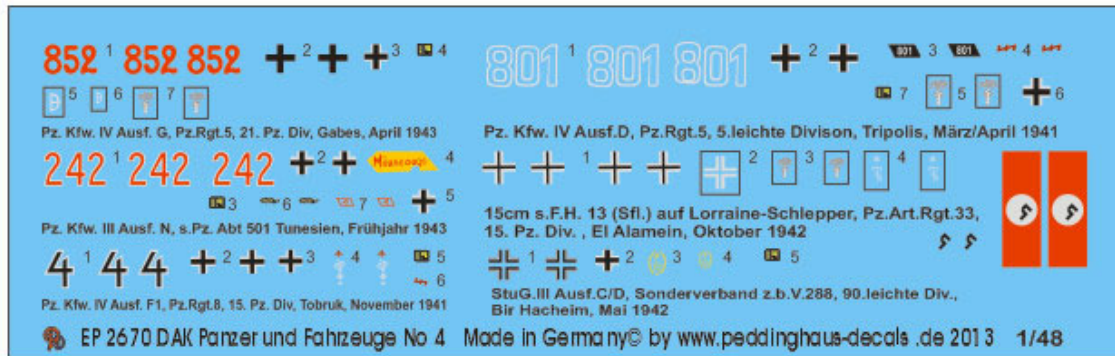 852 1 852 852 2 3 4
5 6 7
Pz. Kfw. IV Ausf. G, Pz.Rgt.5, 21. Pz. Div, Gabes, April 1943
242 1 242 242 2 4
3 6 7 5
Pz. Kfw. III Ausf. N, s.Pz. Abt 501 Tunesien, Frühjahr 1943
4 1 4 4 2 3 4 5
6
Pz. Kfw. IV Ausf. F1, Pz.Rgt.8, 15. Pz. Div, Tobruk, November 1941
801 1 801 801 2 801 3 801 4
7 5 6
Pz. Kfw. IV Ausf.D, Pz.Rgt.5, 5.leichte Divison, Tripolis, März/April 1941
1 2 3 4
15cm s.F.H. 13 (Sfl.) auf Lorraine-Schlepper, Pz.Art.Rgt.33,
15. Pz. Div. , El Alamein, Oktober 1942
1 2 3 4 5
StuG.III Ausf.C/D, Sonderverband z.b.V.288, 90.leichte Div.,
Bir Hacheim, Mai 1942
EP 2670 DAK Panzer und Fahrzeuge No 4 Made in Germany© by www.peddinghaus-decals .de 2013 1/48